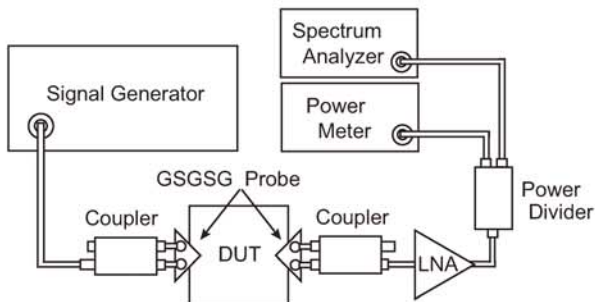 Spectrum
Analyzer
Signal Generator
Power
Meter
GSGSG Probe
Power
Divider
Coupler
Coupler
DUT
LNA